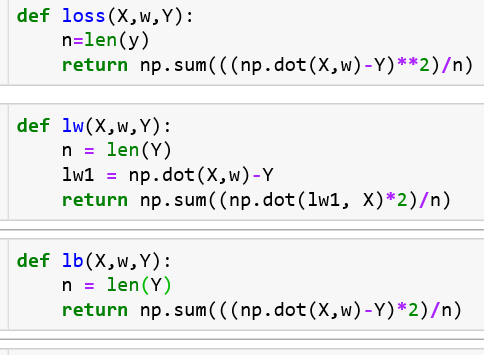 def loss(X,w,Y):
    n=len(y)
    return np.sum(((np.dot(X,w)-Y)**2)/n)
def lw(X,w,Y):
    n = len(Y)
    lw1 = np.dot(X,w)-Y
    return np.sum((np.dot(lw1, X)*2)/n)
def lb(X,w,Y):
    n = len(Y)
    return np.sum(((np.dot(X,w)-Y)*2)/n)